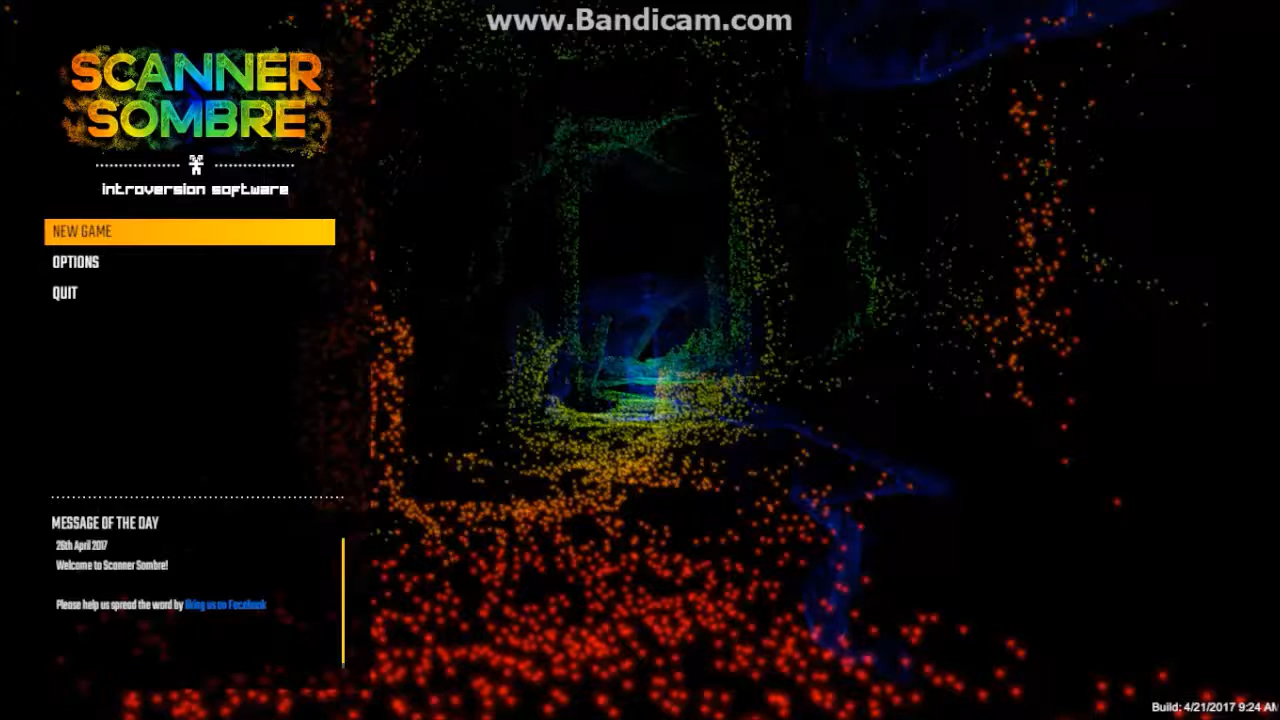 www.Bandicam.com
SCANNER
SOMBRE
introversion software
NEW GAME
OPTIONS
QUIT
MESSAGE OF THE DAY
26th April 2017
Welcome to Scanner Sombre!
Please help us spread the word by liking us on Facebook
Build: 4/21/2017 9:24 AM